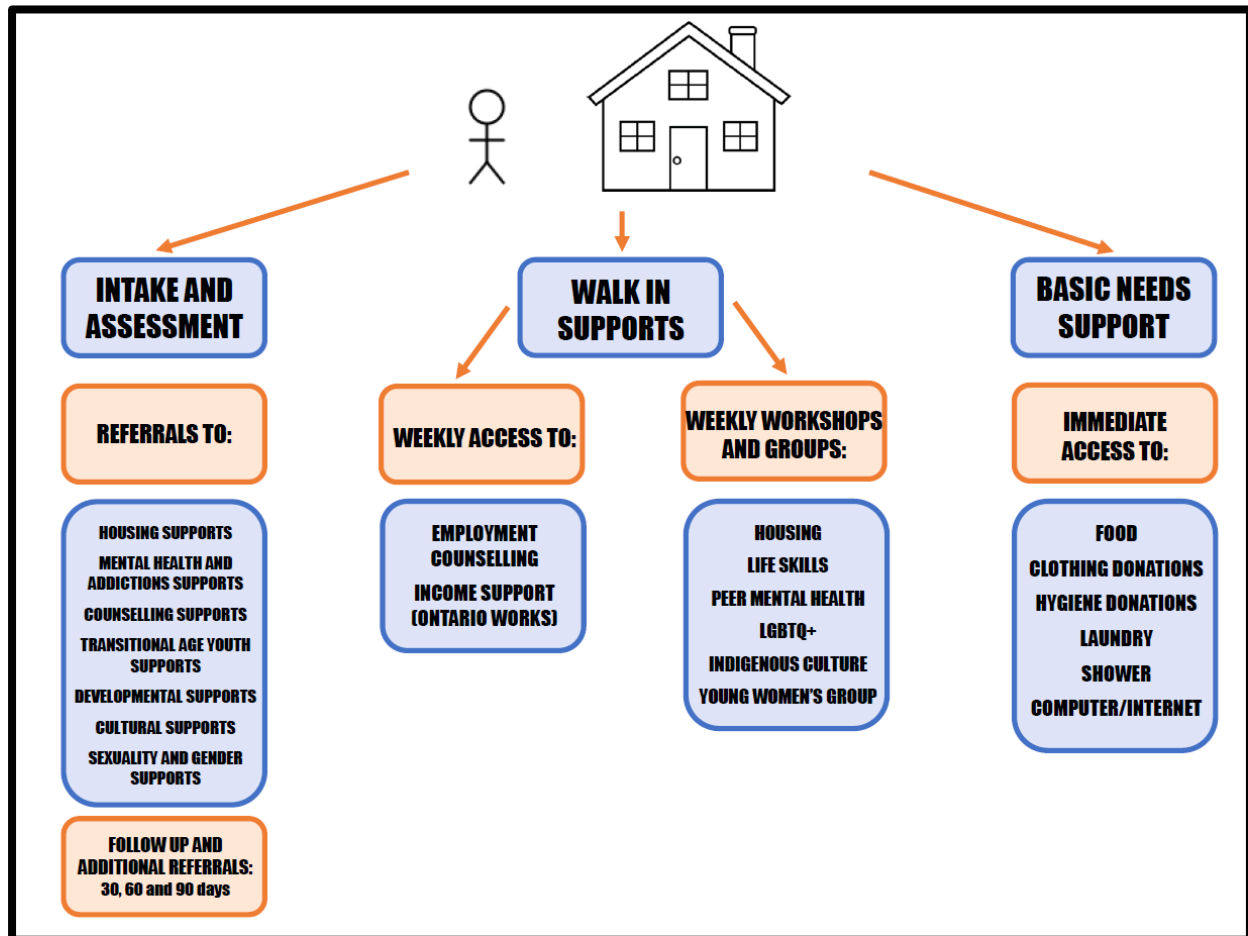 INTAKE AND
ASSESSMENT
REFERRALS TO:
HOUSING SUPPORTS
MENTAL HEALTH AND
ADDICTIONS SUPPORTS
COUNSELLING SUPPORTS
TRANSITIONAL AGE YOUTH
SUPPORTS
DEVELOPMENTAL SUPPORTS
CULTURAL SUPPORTS
SEXUALITY AND GENDER
SUPPORTS
FOLLOW UP AND
ADDITIONAL REFERRALS:
30, 60 and 90 days
WALK IN
SUPPORTS
WEEKLY ACCESS TO:
EMPLOYMENT
COUNSELLING
INCOME SUPPORT
(ONTARIO WORKS)
WEEKLY WORKSHOPS
AND GROUPS:
HOUSING
LIFE SKILLS
PEER MENTAL HEALTH
LGBTQ+
INDIGENOUS CULTURE
YOUNG WOMEN'S GROUP
BASIC NEEDS
SUPPORT
IMMEDIATE
ACCESS TO:
FOOD
CLOTHING DONATIONS
HYGIENE DONATIONS
LAUNDRY
SHOWER
COMPUTER/INTERNET